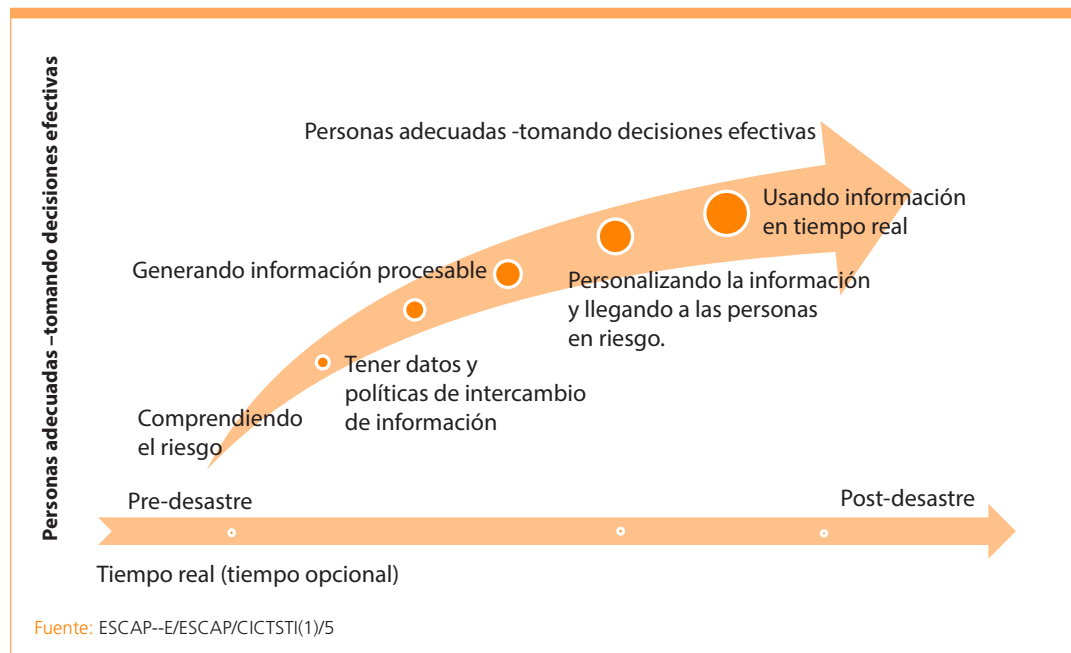 Personas adecuadas –tomando decisiones efectivas
Personas adecuadas -tomando decisiones efectivas
Usando información
en tiempo real
Generando información procesable
Personalizando la información
y llegando a las personas
en riesgo.
Tener datos y
políticas de intercambio
de información
Comprendiendo
el riesgo
Pre-desastre
Post-desastre
Tiempo real (tiempo opcional)
Fuente: ESCAP--E/ESCAP/CICTSTI(1)/5